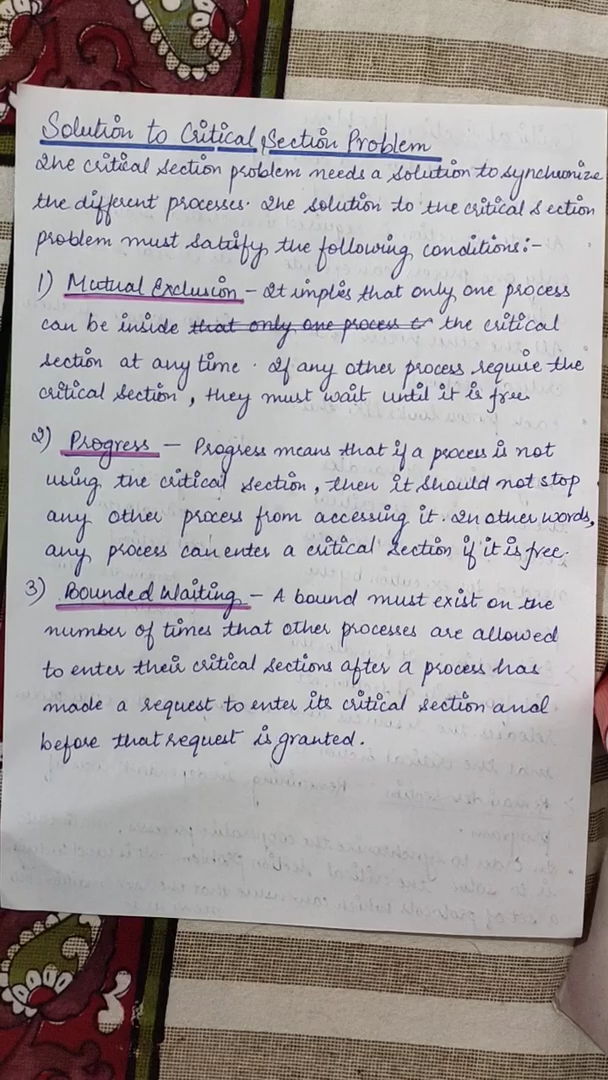 Solution to Critical Section Problem
The critical section problem needs a solution to synchronize
the different processes. The solution to the critical section
problem must satisfy the following conditions:-
1) Mutual Exclusion - It implies that only one process
can be inside that only one process cr the critical
section at any time. If any other process require the
critical section, they must wait until it is free.
2) Progress - Progress means that if a process is not
using the critical section, then it should not stop
any other process from accessing it. In other words,
any process can enter a critical section if it is free.
3) Bounded Waiting - A bound must exist on the
number of times that other processes are allowed
to enter their critical sections after a process has
made a request to enter its critical section and
before that request is granted.